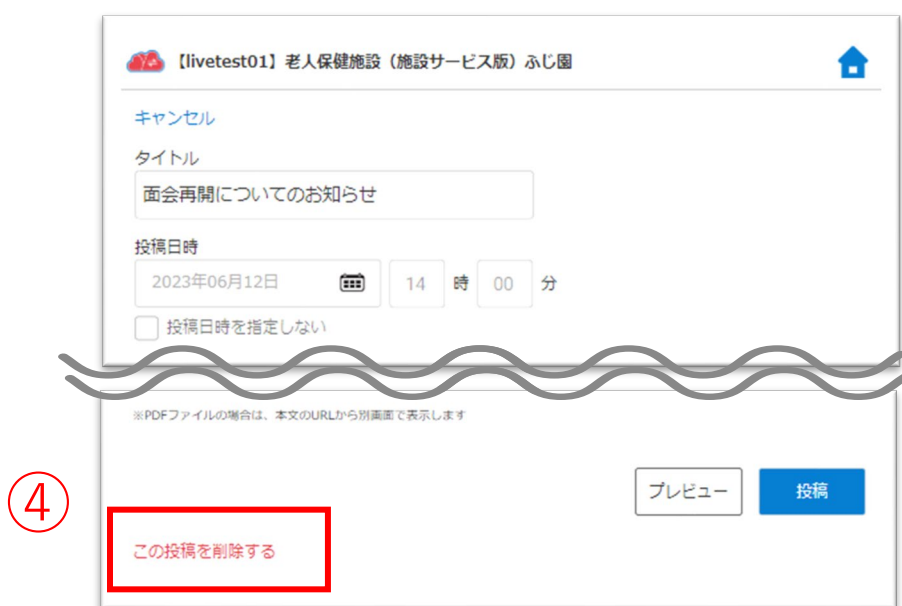 【livetest01】老人保健施設（施設サービス版）ふじ園
キャンセル
タイトル
面会再開についてのお知らせ
投稿日時
2023年06月12日 14 時 00 分
投稿日時を指定しない
※PDFファイルの場合は、本文のURLから別画面で表示します
プレビュー 投稿
④
この投稿を削除する